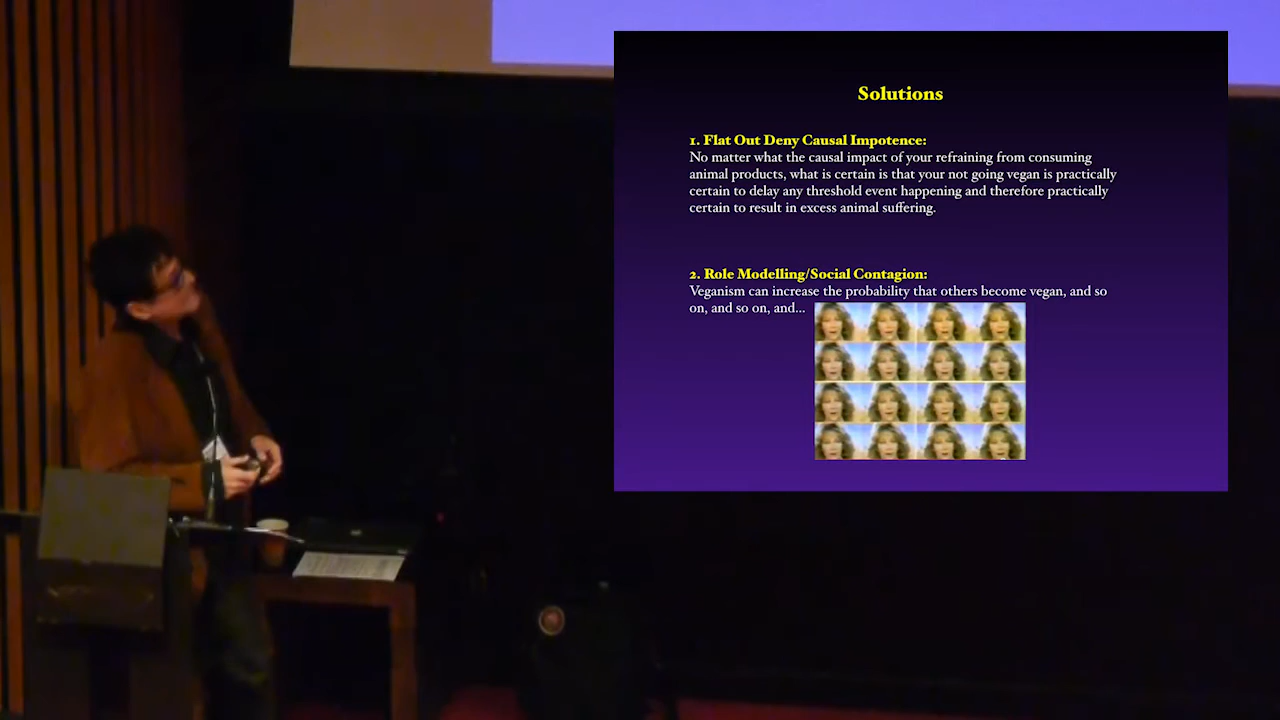 Solutions
1. Flat Out Deny Causal Impotence:
No matter what the causal impact of your refraining from consuming
animal products, what is certain is that your not going vegan is practically
certain to delay any threshold event happening and therefore practically
certain to result in excess animal suffering.
2. Role Modelling/Social Contagion:
Veganism can increase the probability that others become vegan, and so
on, and so on, and...